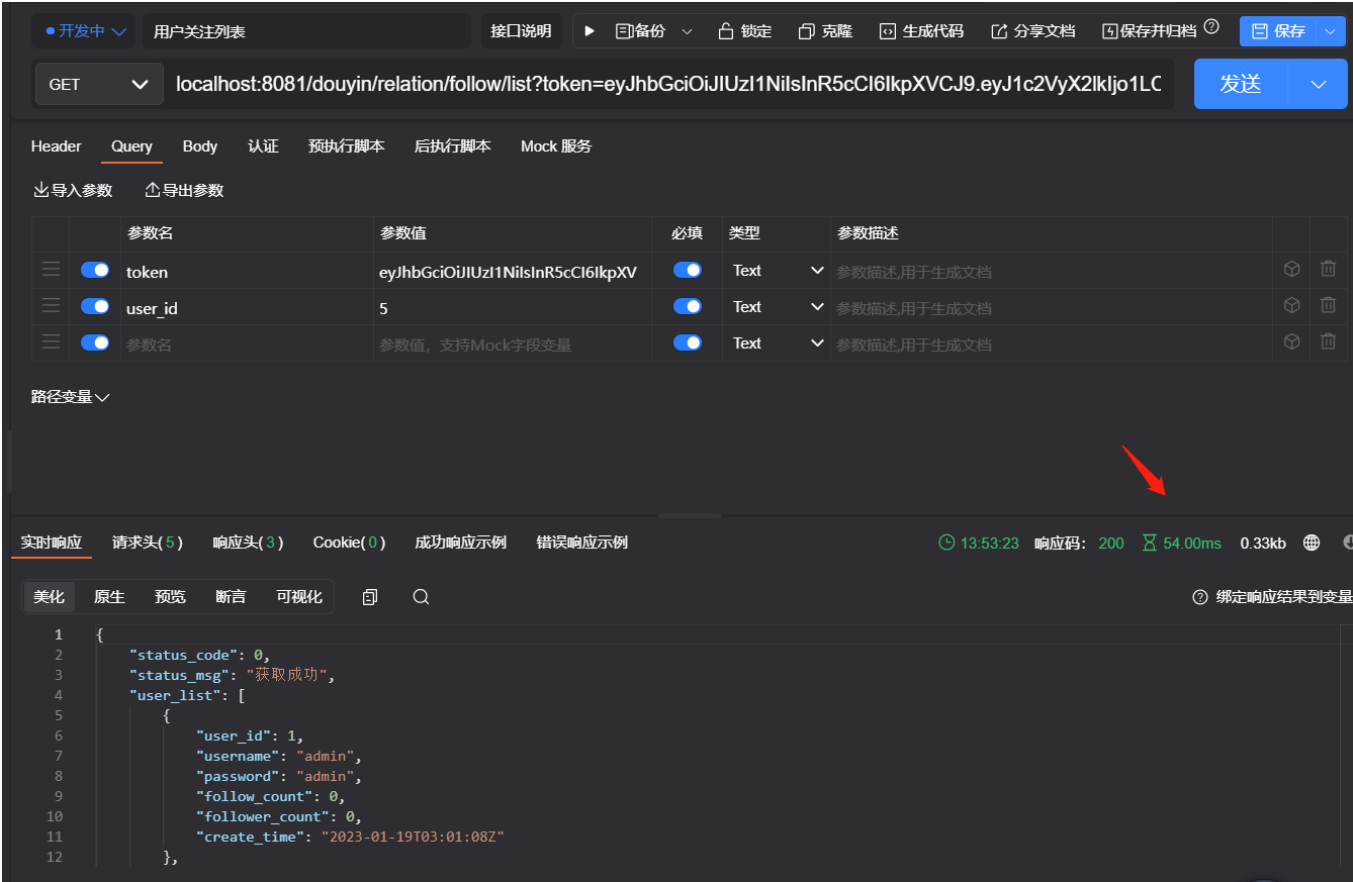 开发中 用户关注列表 接口说明 备份 锁定 克隆 生成代码 分享文档 保存并归档 保存
GET localhost:8081/douyin/relation/follow/list?token=eyJhbGciOiJIUzI1NiIsInR5cCI6IkpXVCJ9.eyJ1c2VyX2lkIjo1LC 发送
Header Query Body 认证 预执行脚本 后执行脚本 Mock 服务
导入参数 导出参数
参数名 参数值 必填 类型 参数描述
token eyJhbGciOiJIUzI1NiIsInR5cCI6IkpXV Text 参数描述,用于生成文档
user_id 5 Text 参数描述,用于生成文档
参数名 参数值，支持Mock字段变量 Text 参数描述,用于生成文档
路径变量
实时响应 请求头(5) 响应头(3) Cookie(0) 成功响应示例 错误响应示例 13:53:23 响应码: 200 54.00ms 0.33kb
美化 原生 预览 断言 可视化 绑定响应结果到变量
1 {
2 "status_code": 0,
3 "status_msg": "获取成功",
4 "user_list": [
5 {
6 "user_id": 1,
7 "username": "admin",
8 "password": "admin",
9 "follow_count": 0,
10 "follower_count": 0,
11 "create_time": "2023-01-19T03:01:08Z"
12 },